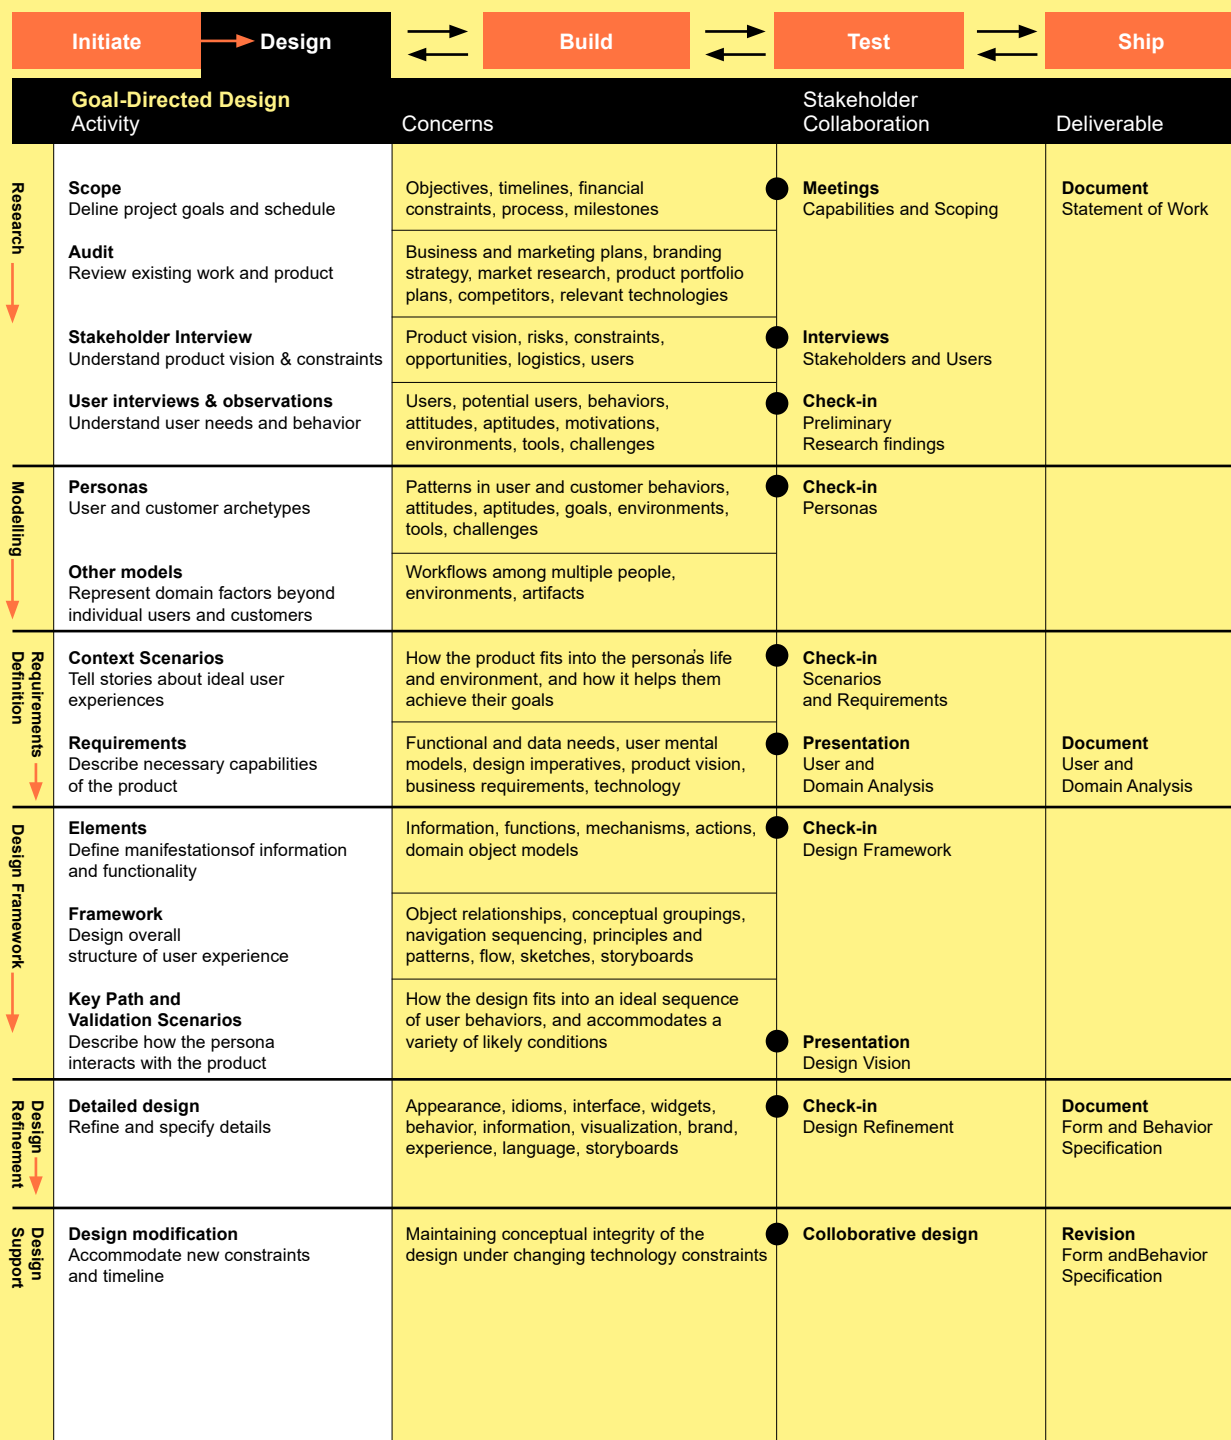 Initiate
Design
Build
Test
Ship
Goal-Directed Design
Activity
Concerns
Stakeholder
Collaboration
Deliverable
Research
Scope
Deline project goals and schedule
Objectives, timelines, financial
constraints, process, milestones
Meetings
Capabilities and Scoping
Document
Statement of Work
Audit
Review existing work and product
Business and marketing plans, branding
strategy, market research, product portfolio
plans, competitors, relevant technologies
Stakeholder Interview
Understand product vision & constraints
Product vision, risks, constraints,
opportunities, logistics, users
Interviews
Stakeholders and Users
User interviews & observations
Understand user needs and behavior
Users, potential users, behaviors,
attitudes, aptitudes, motivations,
environments, tools, challenges
Check-in
Preliminary
Research findings
Modelling
Personas
User and customer archetypes
Patterns in user and customer behaviors,
attitudes, aptitudes, goals, environments,
tools, challenges
Check-in
Personas
Other models
Represent domain factors beyond
individual users and customers
Workflows among multiple people,
environments, artifacts
Requirements
Definition
Context Scenarios
Tell stories about ideal user
experiences
How the product fits into the persona's life
and environment, and how it helps them
achieve their goals
Check-in
Scenarios
and Requirements
Requirements
Describe necessary capabilities
of the product
Functional and data needs, user mental
models, design imperatives, product vision,
business requirements, technology
Presentation
User and
Domain Analysis
Document
User and
Domain Analysis
Design Framework
Elements
Define manifestationsof information
and functionality
Information, functions, mechanisms, actions,
domain object models
Check-in
Design Framework
Framework
Design overall
structure of user experience
Object relationships, conceptual groupings,
navigation sequencing, principles and
patterns, flow, sketches, storyboards
Key Path and
Validation Scenarios
Describe how the persona
interacts with the product
How the design fits into an ideal sequence
of user behaviors, and accommodates a
variety of likely conditions
Presentation
Design Vision
Design
Refinement
Detailed design
Refine and specify details
Appearance, idioms, interface, widgets,
behavior, information, visualization, brand,
experience, language, storyboards
Check-in
Design Refinement
Document
Form and Behavior
Specification
Design
Support
Design modification
Accommodate new constraints
and timeline
Maintaining conceptual integrity of the
design under changing technology constraints
Colloborative design
Revision
Form andBehavior
Specification